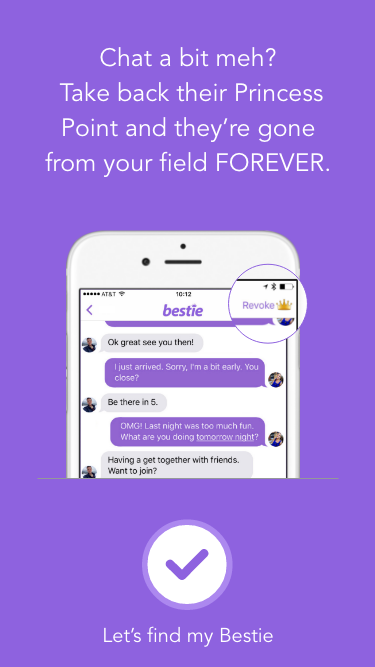 Chat a bit meh?
Take back their Princess
Point and they're gone
from your field FOREVER.
AT&T
10:12
bestie
Revoke
Ok great see you then!
I just arrived. Sorry, I'm a bit early. You
close?
Be there in 5.
OMG! Last night was too much fun.
What are you doing tomorrow night?
Having a get together with friends.
Want to join?
Let's find my Bestie